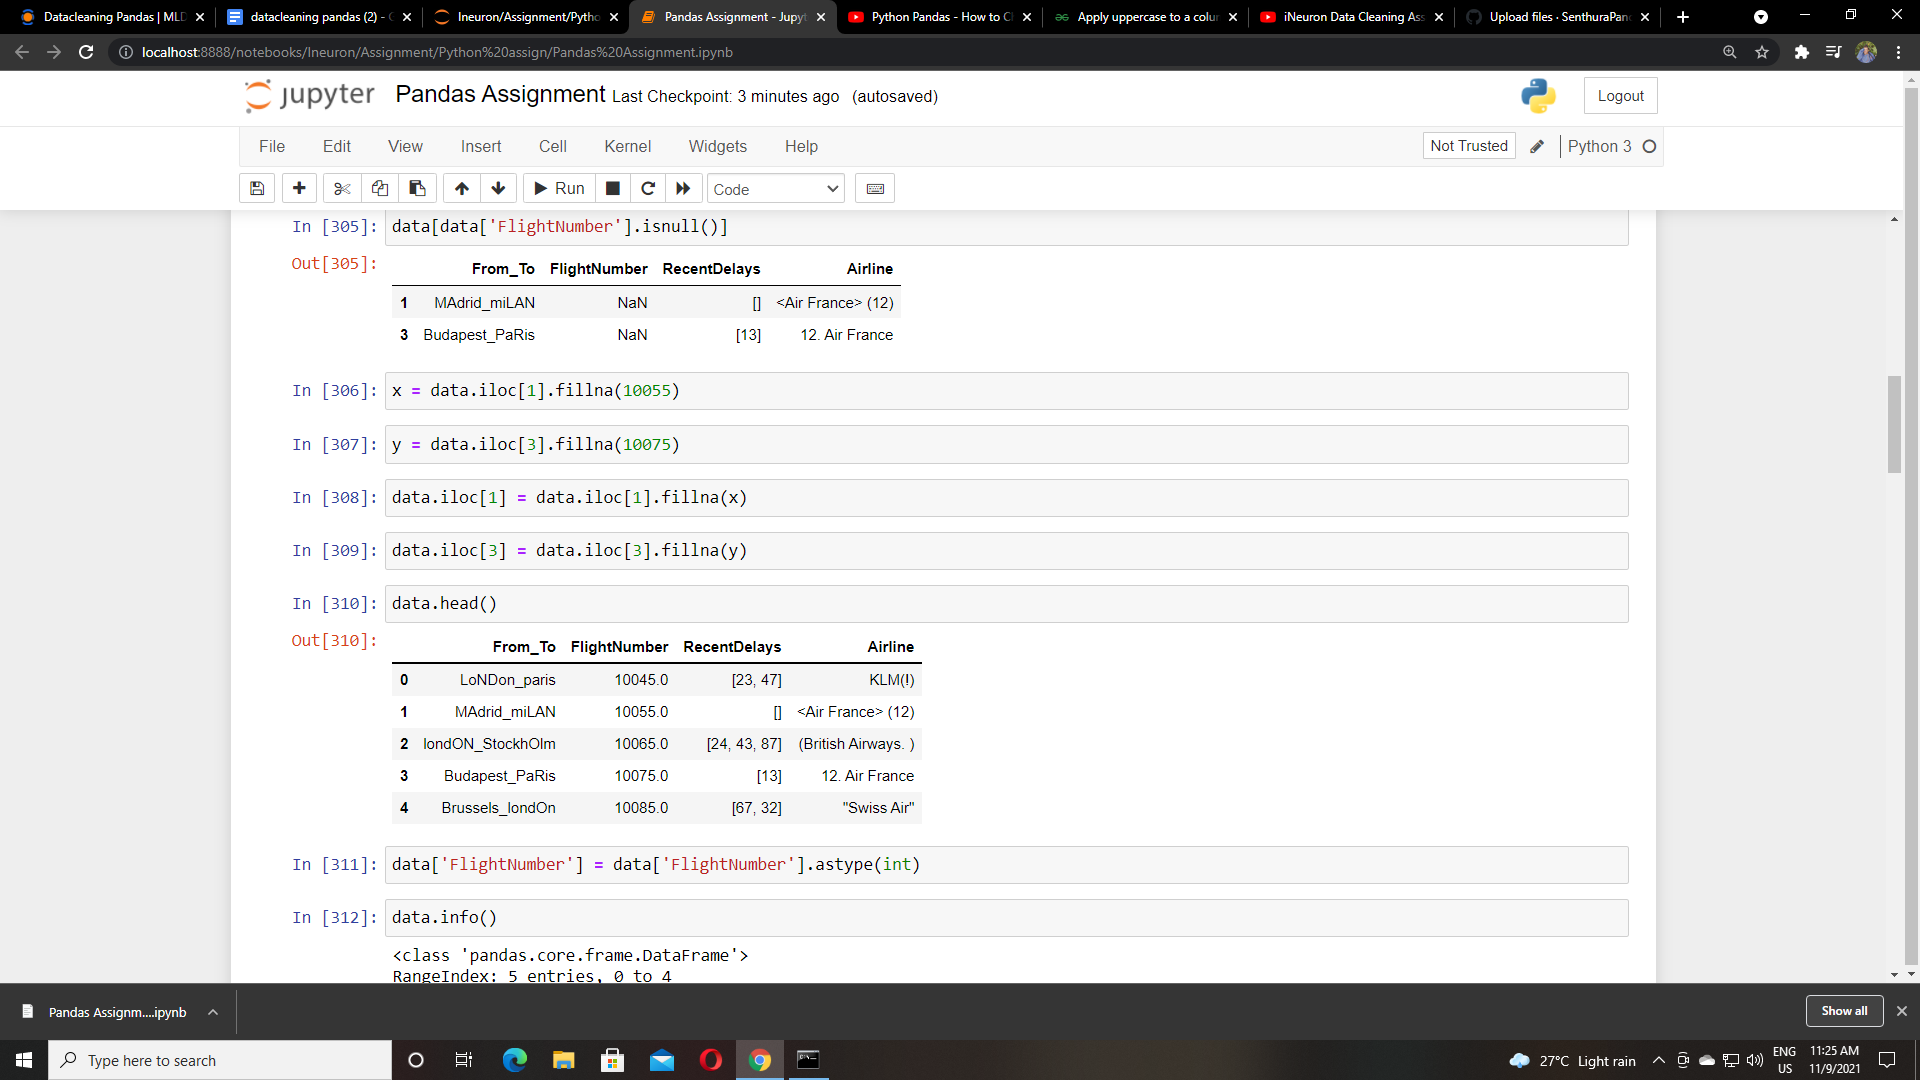 Datacleaning Pandas | MLD
datacleaning pandas (2) - G
Ineuron/Assignment/Pytho
Pandas Assignment - Jupyt
Python Pandas - How to Cl
Apply uppercase to a colun
iNeuron Data Cleaning Ass
Upload files · SenthuraPan
localhost:8888/notebooks/Ineuron/Assignment/Python%20assign/Pandas%20Assignment.ipynb
jupyter Pandas Assignment Last Checkpoint: 3 minutes ago (autosaved)
Logout
File Edit View Insert Cell Kernel Widgets Help
Not Trusted
Python 3
Run
Code
In [305]: data[data['FlightNumber'].isnull()]
Out[305]:
From_To FlightNumber RecentDelays Airline
1 MAdrid_miLAN NaN [] <Air France> (12)
3 Budapest_PaRis NaN [13] 12. Air France
In [306]: x = data.iloc[1].fillna(10055)
In [307]: y = data.iloc[3].fillna(10075)
In [308]: data.iloc[1] = data.iloc[1].fillna(x)
In [309]: data.iloc[3] = data.iloc[3].fillna(y)
In [310]: data.head()
Out[310]:
From_To FlightNumber RecentDelays Airline
0 LoNDon_paris 10045.0 [23, 47] KLM(!)
1 MAdrid_miLAN 10055.0 [] <Air France> (12)
2 londON_StockhOlm 10065.0 [24, 43, 87] (British Airways. )
3 Budapest_PaRis 10075.0 [13] 12. Air France
4 Brussels_londOn 10085.0 [67, 32] "Swiss Air"
In [311]: data['FlightNumber'] = data['FlightNumber'].astype(int)
In [312]: data.info()
<class 'pandas.core.frame.DataFrame'>
RangeIndex: 5 entries, 0 to 4
Pandas Assignm....ipynb
Show all
Type here to search
27°C Light rain
ENG
US
11:25 AM
11/9/2021